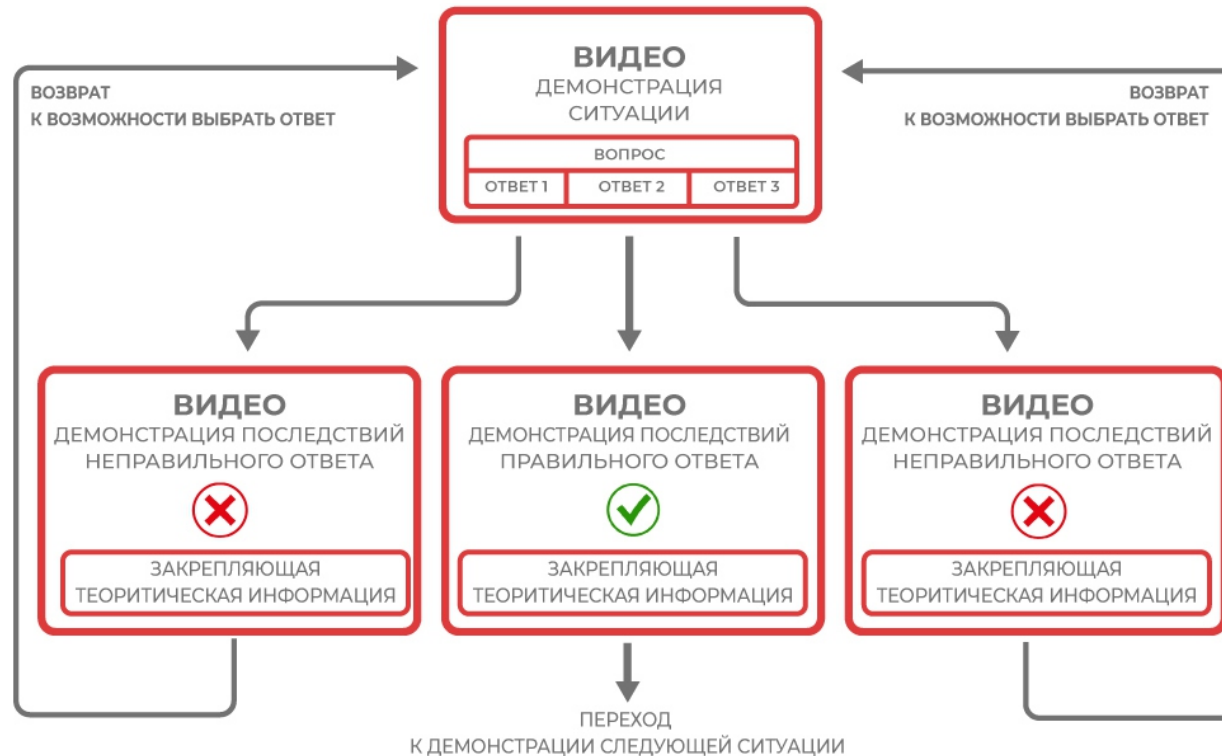 ВИДЕО
ДЕМОНСТРАЦИЯ
СИТУАЦИИ
ВОПРОС
ОТВЕТ 1
ОТВЕТ 2
ОТВЕТ 3
ВОЗВРАТ
К ВОЗМОЖНОСТИ ВЫБРАТЬ ОТВЕТ
ВОЗВРАТ
К ВОЗМОЖНОСТИ ВЫБРАТЬ ОТВЕТ
ВИДЕО
ДЕМОНСТРАЦИЯ ПОСЛЕДСТВИЙ
НЕПРАВИЛЬНОГО ОТВЕТА
ЗАКРЕПЛЯЮЩАЯ
ТЕОРИТИЧЕСКАЯ ИНФОРМАЦИЯ
ВИДЕО
ДЕМОНСТРАЦИЯ ПОСЛЕДСТВИЙ
ПРАВИЛЬНОГО ОТВЕТА
ЗАКРЕПЛЯЮЩАЯ
ТЕОРИТИЧЕСКАЯ ИНФОРМАЦИЯ
ВИДЕО
ДЕМОНСТРАЦИЯ ПОСЛЕДСТВИЙ
НЕПРАВИЛЬНОГО ОТВЕТА
ЗАКРЕПЛЯЮЩАЯ
ТЕОРИТИЧЕСКАЯ ИНФОРМАЦИЯ
ПЕРЕХОД
К ДЕМОНСТРАЦИИ СЛЕДУЮЩЕЙ СИТУАЦИИ